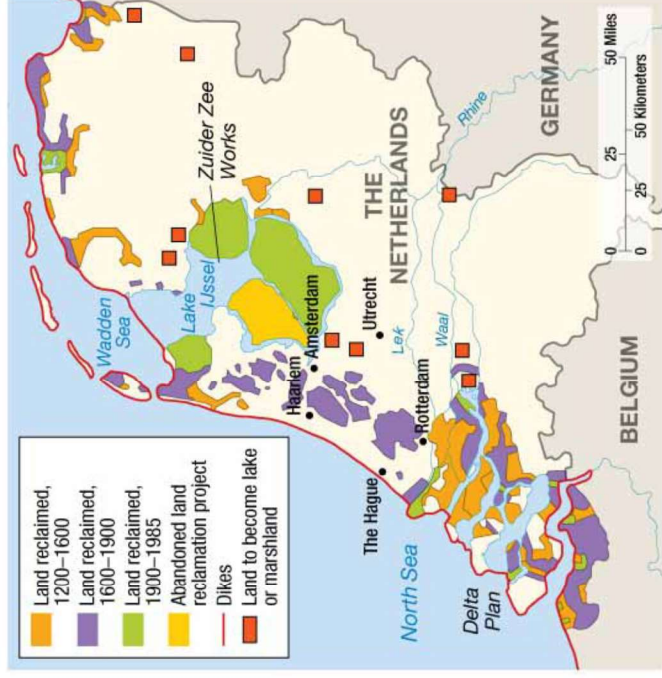 Land reclaimed,
1200–1600
Land reclaimed,
1600–1900
Land reclaimed,
1900–1985
Abandoned land
reclamation project
Dikes
Land to become lake
or marshland
Wadden
Sea
Lake
IJssel
Zuider Zee
Works
North Sea
Haarlem
Amsterdam
The Hague
Utrecht
THE
NETHERLANDS
Lek
Rotterdam
Waal
Rhine
Delta
Plan
GERMANY
BELGIUM
0 25 50 Miles
0 25 50 Kilometers